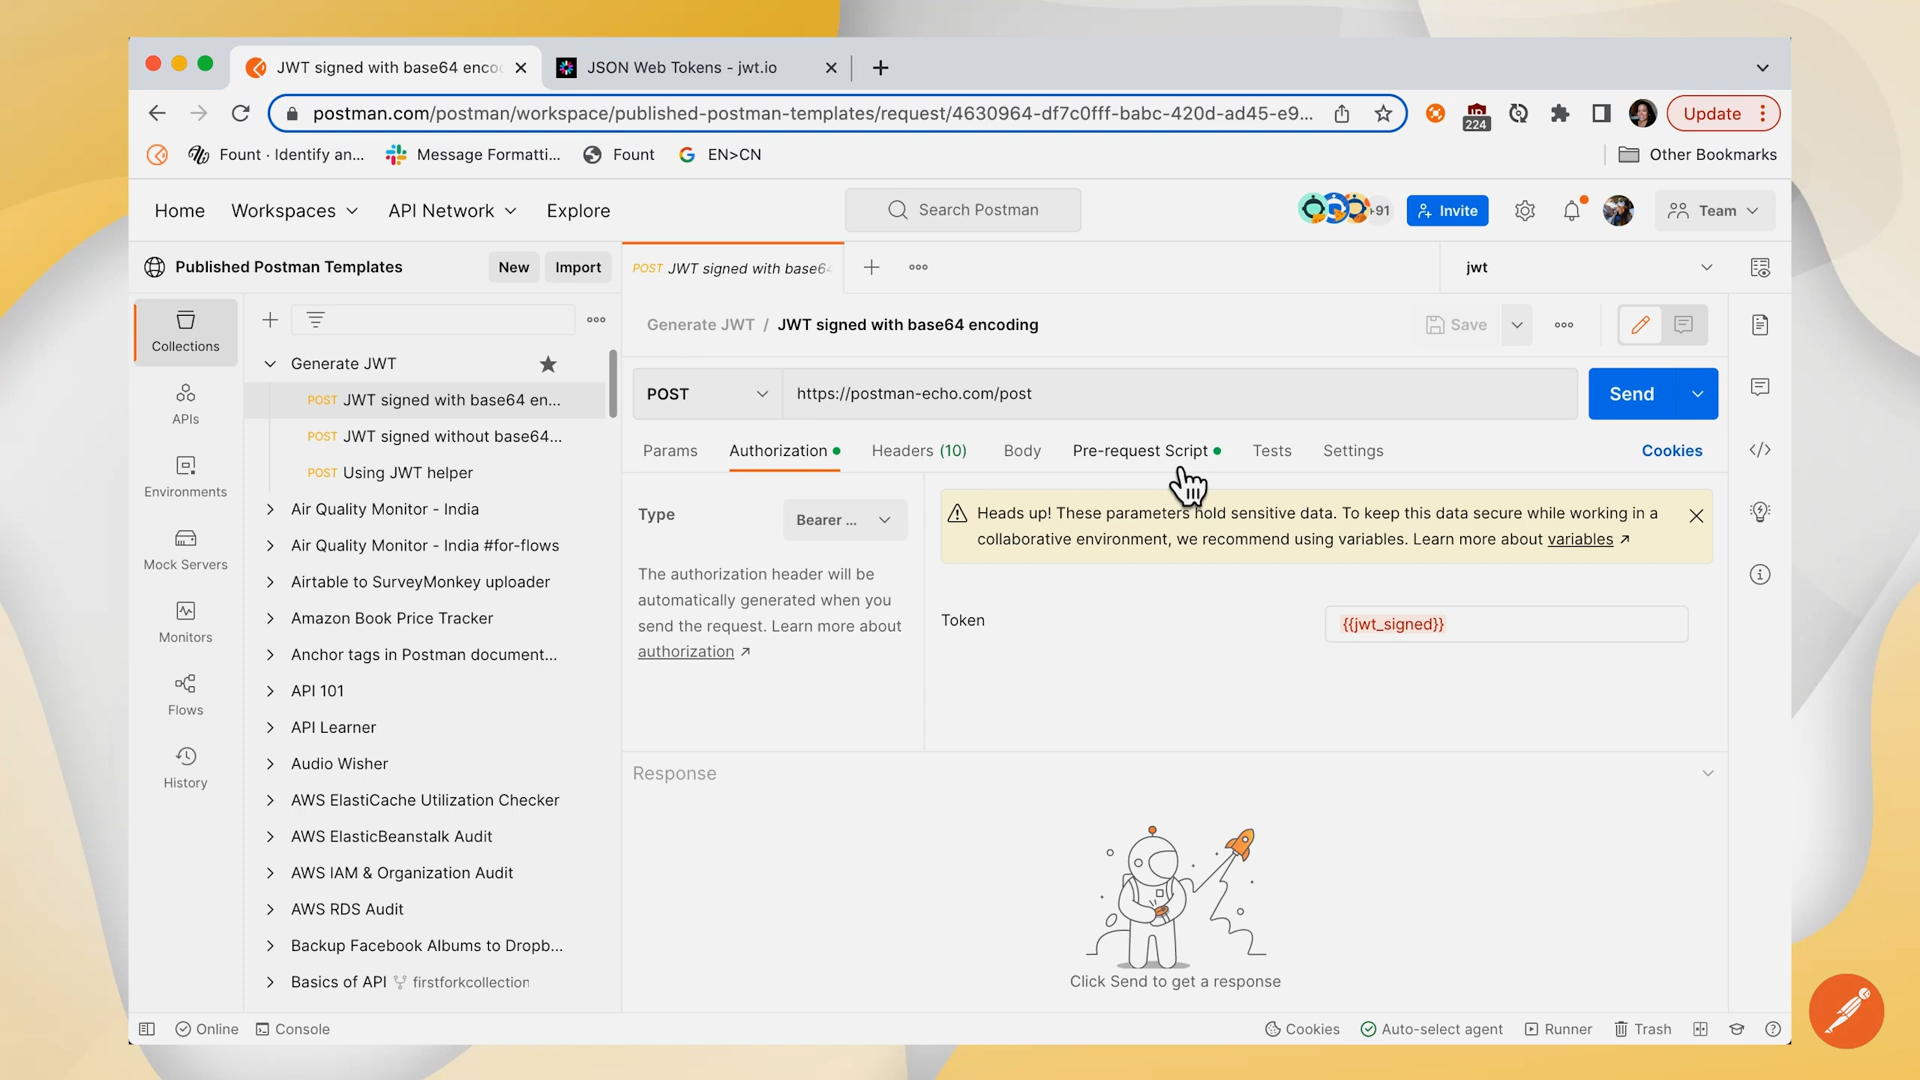 JWT signed with base64 enco
JSON Web Tokens - jwt.io
postman.com/postman/workspace/published-postman-templates/request/4630964-df7c0fff-babc-420d-ad45-e9...
224
Update
Fount · Identify an...
Message Formatti...
Fount
EN>CN
Other Bookmarks
Home
Workspaces
API Network
Explore
Search Postman
+91
Invite
Team
Published Postman Templates
New
Import
POST JWT signed with base64
jwt
Collections
APIs
Environments
Mock Servers
Monitors
Flows
History
Generate JWT
POST JWT signed with base64 en...
POST JWT signed without base64...
POST Using JWT helper
Air Quality Monitor - India
Air Quality Monitor - India #for-flows
Airtable to SurveyMonkey uploader
Amazon Book Price Tracker
Anchor tags in Postman document...
API 101
API Learner
Audio Wisher
AWS ElastiCache Utilization Checker
AWS ElasticBeanstalk Audit
AWS IAM & Organization Audit
AWS RDS Audit
Backup Facebook Albums to Dropb...
Basics of API firstforkcollection
Generate JWT / JWT signed with base64 encoding
Save
POST
https://postman-echo.com/post
Send
Params
Authorization
Headers (10)
Body
Pre-request Script
Tests
Settings
Cookies
Type
Bearer ...
The authorization header will be
automatically generated when you
send the request. Learn more about
authorization ↗
Heads up! These parameters hold sensitive data. To keep this data secure while working in a
collaborative environment, we recommend using variables. Learn more about variables ↗
Token
{{jwt_signed}}
Response
Click Send to get a response
Online
Console
Cookies
Auto-select agent
Runner
Trash